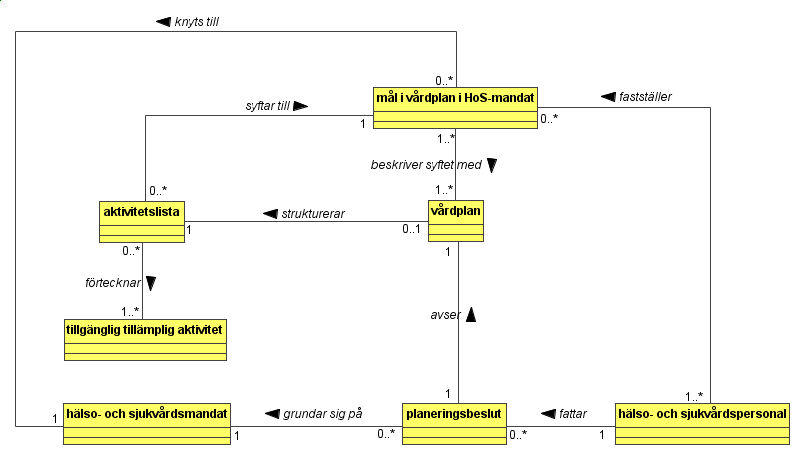 knyts till
0..*
mål i vårdplan i HoS-mandat
fastställer
syftar till
1
0..*
1..*
beskriver syftet med
0..*
1..*
aktivitetslista
strukturerar
vårdplan
1
0..1
0..*
1
förtecknar
1..*
avser
tillgänglig tillämplig aktivitet
1
1..*
hälso- och sjukvårdsmandat
grundar sig på
planeringsbeslut
fattar
hälso- och sjukvårdspersonal
1
1
0..*
0..*
1